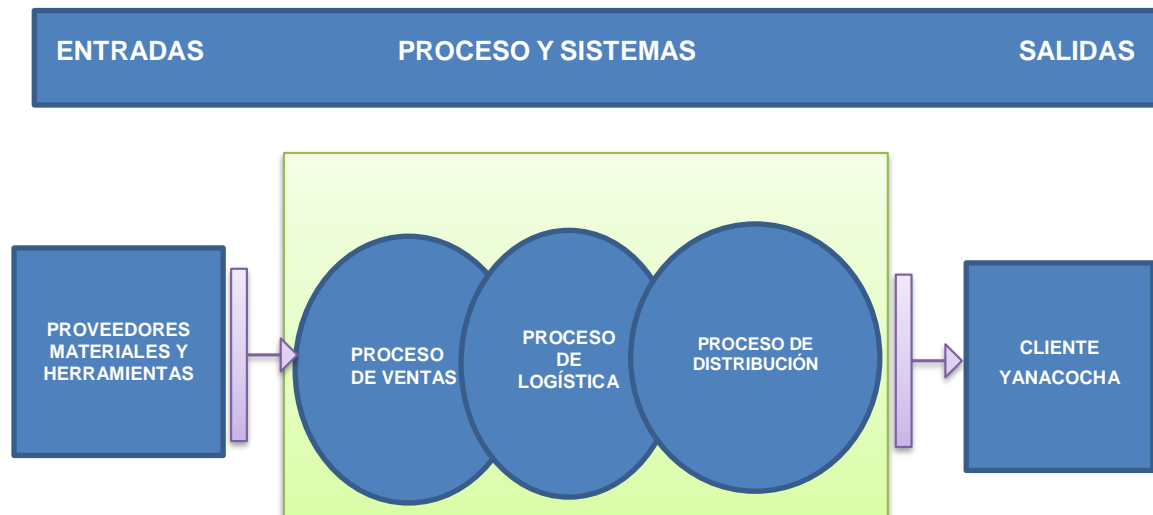 ENTRADAS PROCESO Y SISTEMAS SALIDAS
PROVEEDORES
MATERIALES Y
HERRAMIENTAS
PROCESO
DE VENTAS
PROCESO
DE
LOGÍSTICA
PROCESO DE
DISTRIBUCIÓN
CLIENTE
YANACOCHA